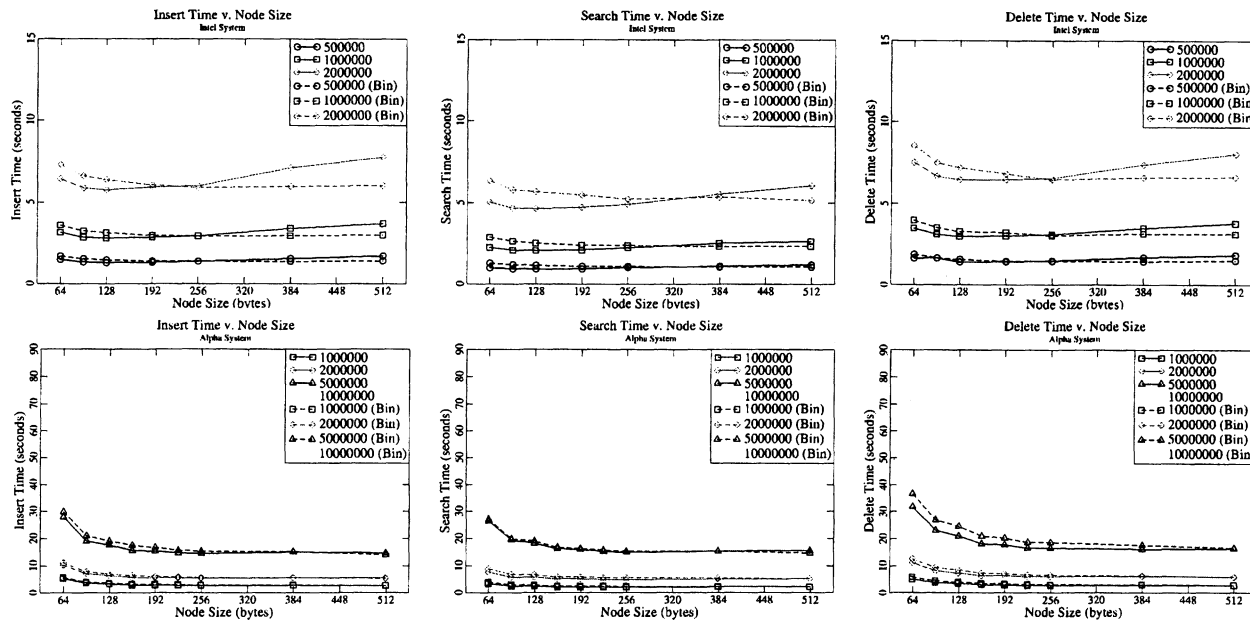 Insert Time v. Node Size
Intel System
Insert Time (seconds)
15
10
5
0
500000
1000000
2000000
500000 (Bin)
1000000 (Bin)
2000000 (Bin)
64 128 192 256 320 384 448 512
Node Size (bytes)
Search Time v. Node Size
Intel System
Search Time (seconds)
15
10
5
0
500000
1000000
2000000
500000 (Bin)
1000000 (Bin)
2000000 (Bin)
64 128 192 256 320 384 448 512
Node Size (bytes)
Delete Time v. Node Size
Intel System
Delete Time (seconds)
15
10
5
0
500000
1000000
2000000
500000 (Bin)
1000000 (Bin)
2000000 (Bin)
64 128 192 256 320 384 448 512
Node Size (bytes)
Insert Time v. Node Size
Alpha System
Insert Time (seconds)
90
80
70
60
50
40
30
20
10
0
1000000
2000000
5000000
10000000
1000000 (Bin)
2000000 (Bin)
5000000 (Bin)
10000000 (Bin)
64 128 192 256 320 384 448 512
Node Size (bytes)
Search Time v. Node Size
Alpha System
Search Time (seconds)
90
80
70
60
50
40
30
20
10
0
1000000
2000000
5000000
10000000
1000000 (Bin)
2000000 (Bin)
5000000 (Bin)
10000000 (Bin)
64 128 192 256 320 384 448 512
Node Size (bytes)
Delete Time v. Node Size
Alpha System
Delete Time (seconds)
90
80
70
60
50
40
30
20
10
0
1000000
2000000
5000000
10000000
1000000 (Bin)
2000000 (Bin)
5000000 (Bin)
10000000 (Bin)
64 128 192 256 320 384 448 512
Node Size (bytes)